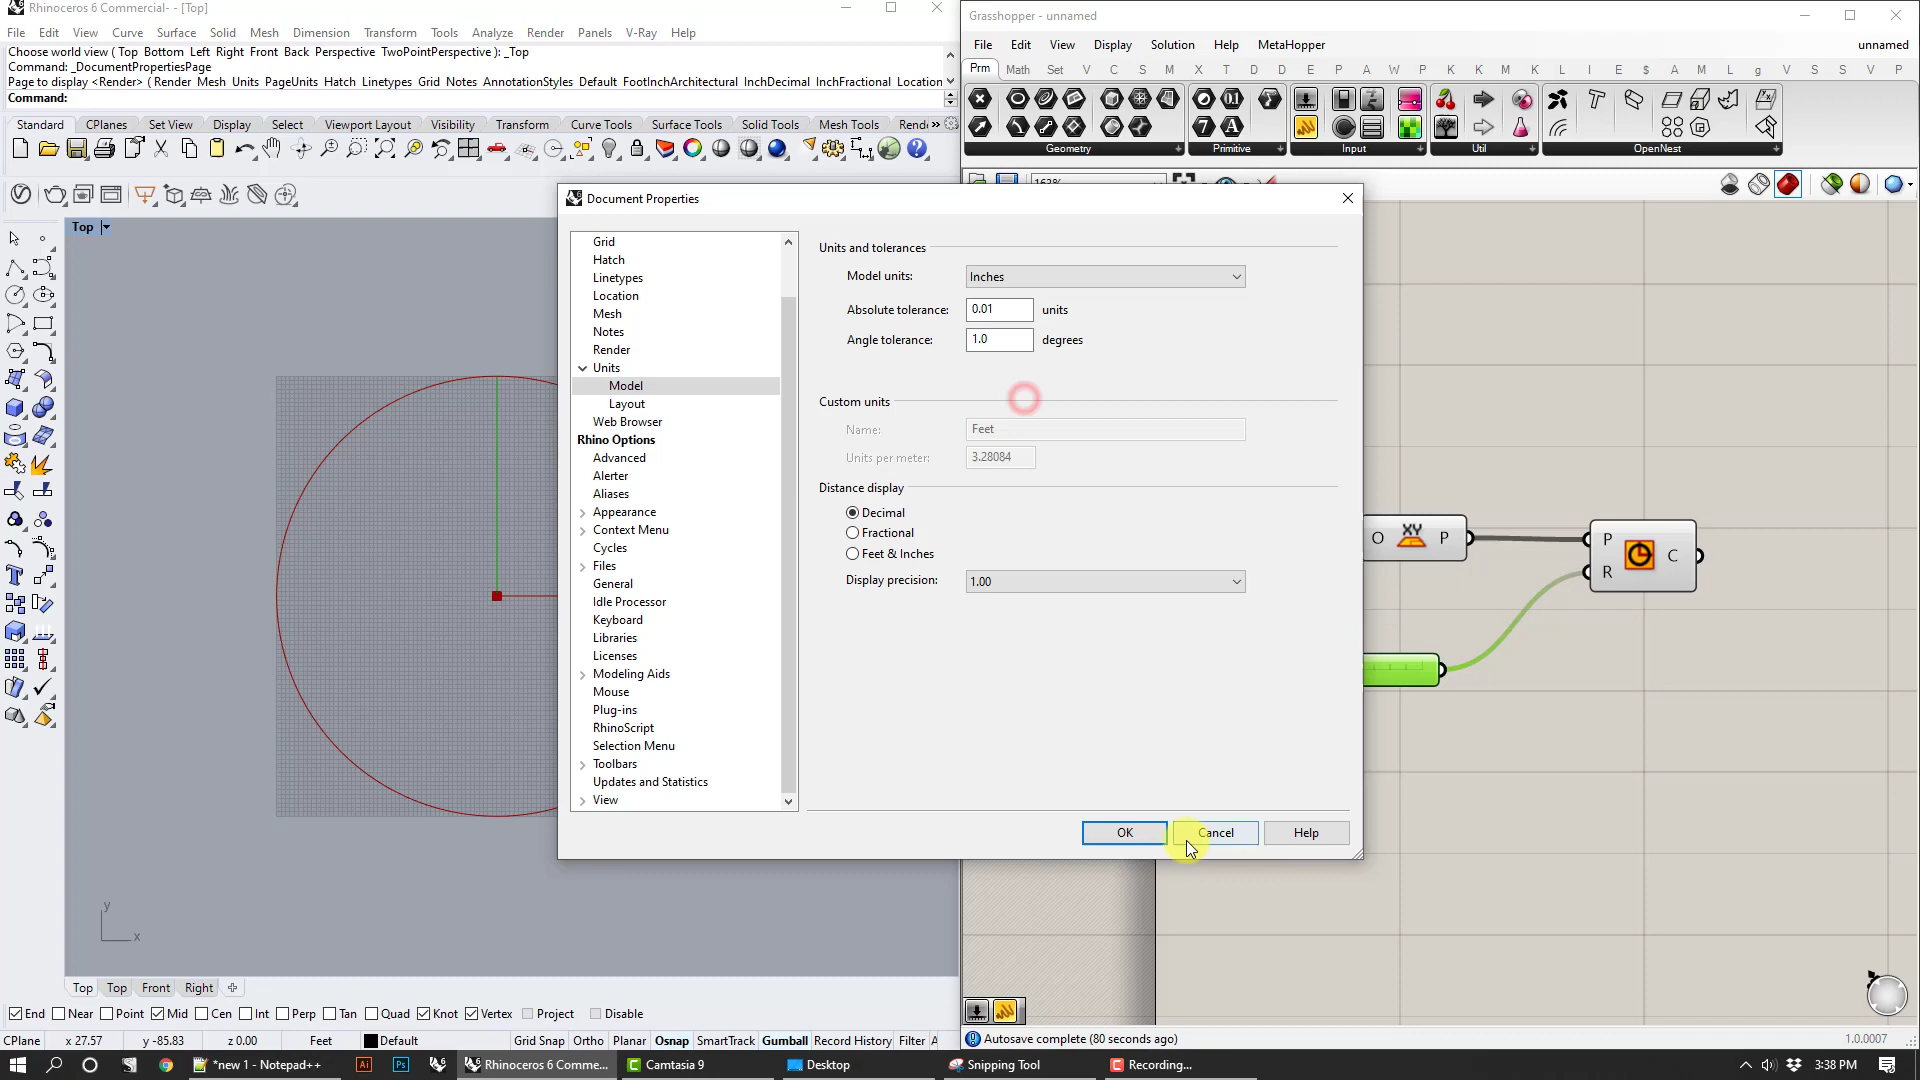 Rhinoceros 6 Commercial- - [Top]
File Edit View Curve Surface Solid Mesh Dimension Transform Tools Analyze Render Panels V-Ray Help
Choose world view ( Top Bottom Left Right Front Back Perspective TwoPointPerspective ): _Top
Command: _DocumentPropertiesPage
Page to display <Render> ( Render Mesh Units PageUnits Hatch Linetypes Grid Notes AnnotationStyles Default FootInchArchitectural InchDecimal InchFractional Location
Command:
Standard CPlanes Set View Display Select Viewport Layout Visibility Transform Curve Tools Surface Tools Solid Tools Mesh Tools Rend
Top
Grasshopper - unnamed
File Edit View Display Solution Help MetaHopper unnamed
Prm Math Set V C S M X T D D E P A W P K K M K L I E $ A M L g V S S V P
Geometry Primitive Input Util OpenNest
Document Properties
Grid
Hatch
Linetypes
Location
Mesh
Notes
Render
Units
Model
Layout
Web Browser
Rhino Options
Advanced
Alerter
Aliases
Appearance
Context Menu
Cycles
Files
General
Idle Processor
Keyboard
Libraries
Licenses
Modeling Aids
Mouse
Plug-ins
RhinoScript
Selection Menu
Toolbars
Updates and Statistics
View
Units and tolerances
Model units: Inches
Absolute tolerance: 0.01 units
Angle tolerance: 1.0 degrees
Custom units
Name: Feet
Units per meter: 3.28084
Distance display
Decimal
Fractional
Feet & Inches
Display precision: 1.00
OK Cancel Help
O XY P
P
R
C
y
x
Top Top Front Right
End Near Point Mid Cen Int Perp Tan Quad Knot Vertex Project Disable
CPlane x 27.57 y -85.83 z 0.00 Feet Default Grid Snap Ortho Planar Osnap SmartTrack Gumball Record History Filter A
Autosave complete (80 seconds ago) 1.0.0007
*new 1 - Notepad++ Ai Ps Rhinoceros 6 Comme... Camtasia 9 Desktop Snipping Tool Recording... 3:38 PM